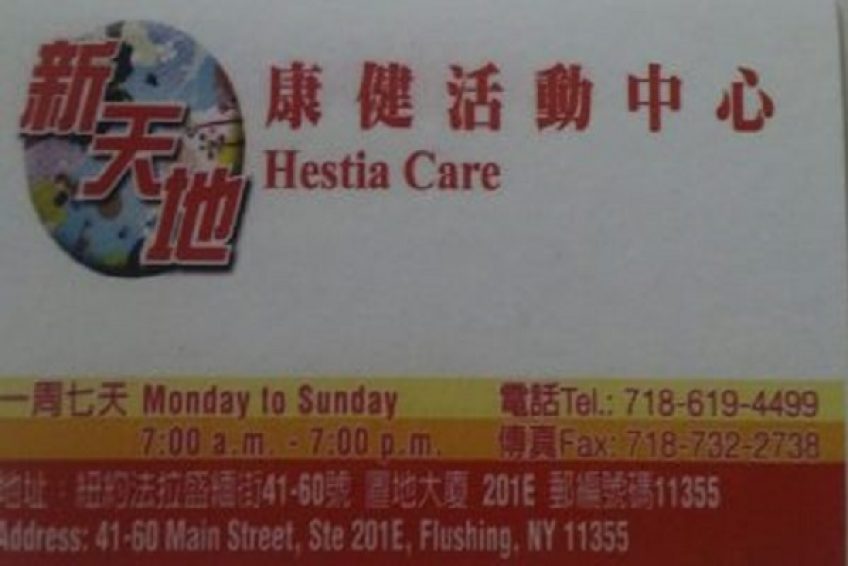 新天地
康健活動中心
Hestia Care
一周七天 Monday to Sunday
7:00 a.m. - 7:00 p.m.
電話Tel.: 718-619-4499
傳真Fax: 718-732-2738
地址：紐約法拉盛緬街41-60號 置地大廈 201E 郵編號碼11355
Address: 41-60 Main Street, Ste 201E, Flushing, NY 11355